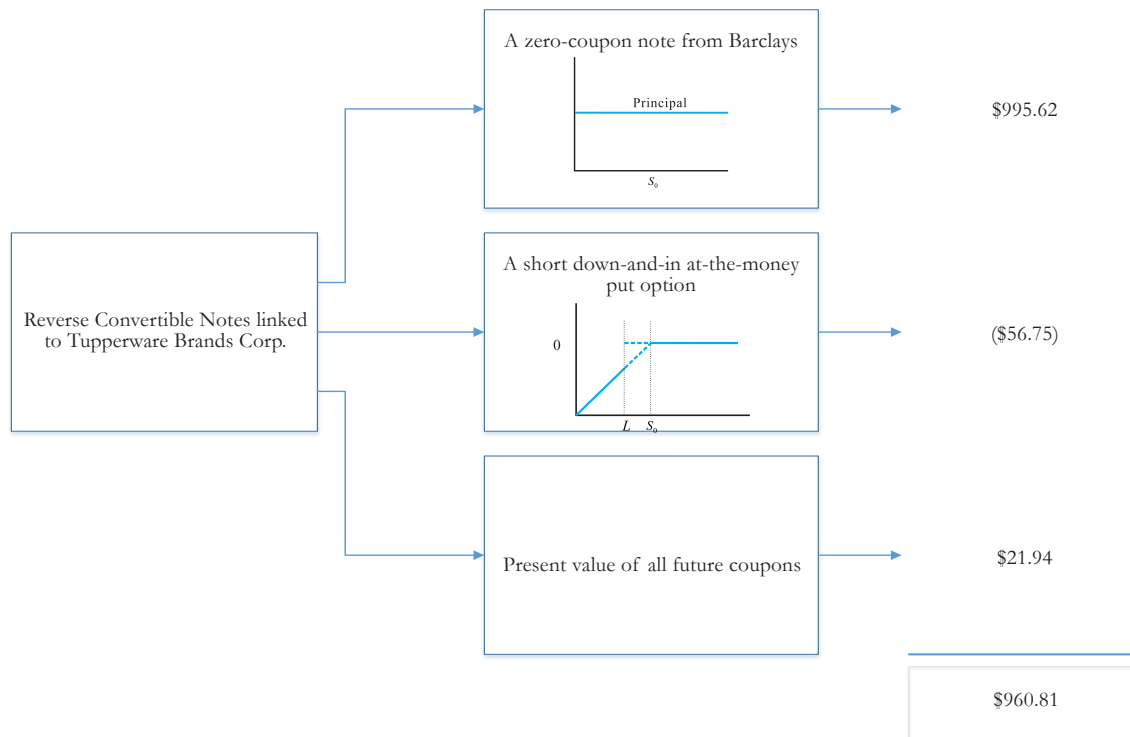 A zero-coupon note from Barclays
Principal
S₀
$995.62
Reverse Convertible Notes linked
to Tupperware Brands Corp.
A short down-and-in at-the-money
put option
0
L S₀
($56.75)
Present value of all future coupons
$21.94
$960.81